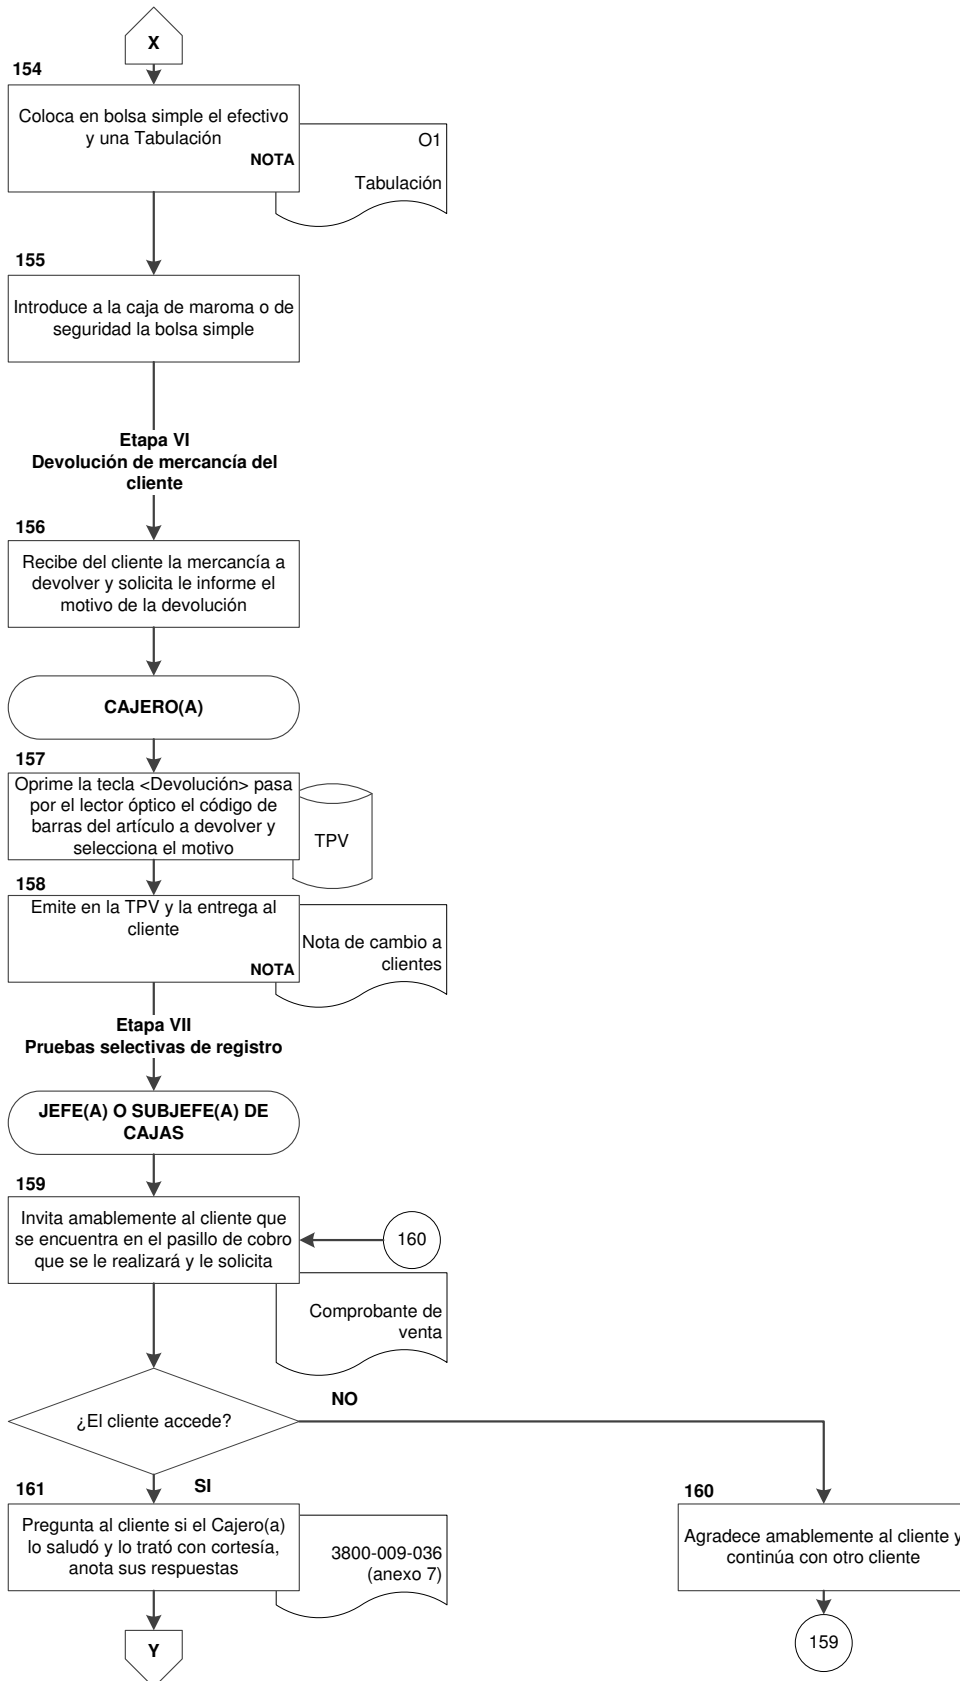 X
154
Coloca en bolsa simple el efectivo
y una Tabulación
NOTA
O1
Tabulación
155
Introduce a la caja de maroma o de
seguridad la bolsa simple
Etapa VI
Devolución de mercancía del
cliente
156
Recibe del cliente la mercancía a
devolver y solicita le informe el
motivo de la devolución
CAJERO(A)
157
Oprime la tecla <Devolución> pasa
por el lector óptico el código de
barras del artículo a devolver y
selecciona el motivo
TPV
158
Emite en la TPV y la entrega al
cliente
NOTA
Nota de cambio a
clientes
Etapa VII
Pruebas selectivas de registro
JEFE(A) O SUBJEFE(A) DE
CAJAS
159
Invita amablemente al cliente que
se encuentra en el pasillo de cobro
que se le realizará y le solicita
160
Comprobante de
venta
¿El cliente accede?
NO
SI
161
Pregunta al cliente si el Cajero(a)
lo saludó y lo trató con cortesía,
anota sus respuestas
3800-009-036
(anexo 7)
Y
160
Agradece amablemente al cliente y
continúa con otro cliente
159